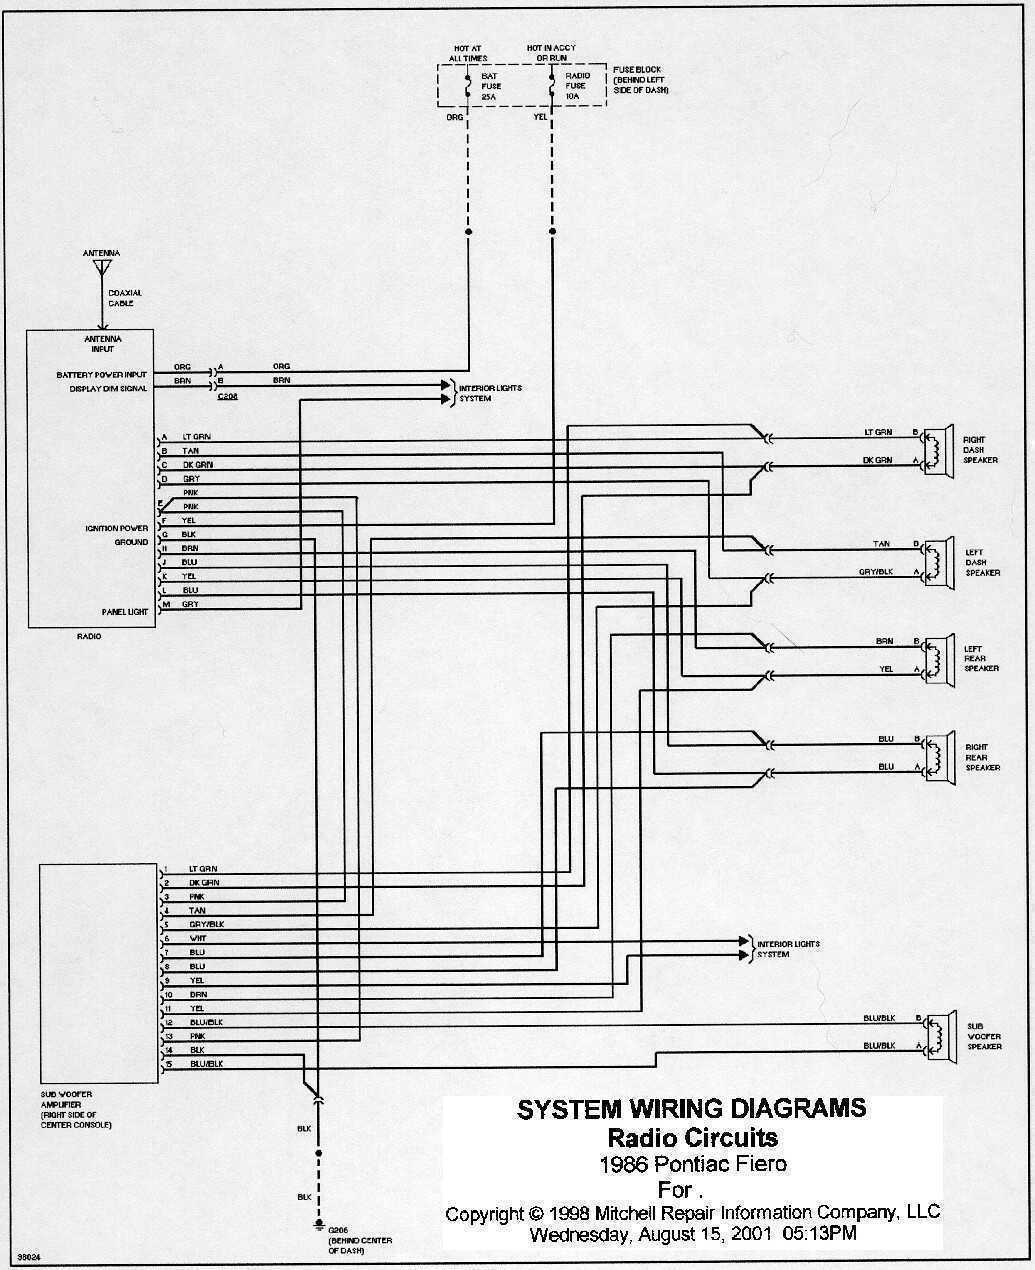 HOT AT
ALL TIMES
HOT IN ACCY
OR RUN
BAT
FUSE
25A
RADIO
FUSE
10A
FUSE BLOCK
(BEHIND LEFT
SIDE OF DASH)
ORG
YEL
ANTENNA
COAXIAL
CABLE
ANTENNA
INPUT
BATTERY POWER INPUT
ORG
A
ORG
DISPLAY DIM SIGNAL
BRN
B
BRN
C208
INTERIOR LIGHTS
SYSTEM
A LT GRN
B TAN
C DK GRN
D GRY
PNK
E
PNK
IGNITION POWER
F YEL
GROUND
G BLK
H BRN
J BLU
K YEL
L BLU
PANEL LIGHT
M GRY
RADIO
LT GRN B
DK GRN A
RIGHT
DASH
SPEAKER
TAN B
GRY/BLK A
LEFT
DASH
SPEAKER
BRN B
YEL A
LEFT
REAR
SPEAKER
BLU B
BLU A
RIGHT
REAR
SPEAKER
1 LT GRN
2 DK GRN
3 PNK
4 TAN
5 GRY/BLK
6 WHT
7 BLU
8 BLU
9 YEL
10 BRN
11 YEL
12 BLU/BLK
13 PNK
14 BLK
15 BLU/BLK
INTERIOR LIGHTS
SYSTEM
BLU/BLK B
BLU/BLK A
SUB
WOOFER
SPEAKER
SUB WOOFER
AMPLIFIER
(RIGHT SIDE OF
CENTER CONSOLE)
BLK
BLK
G206
(BEHIND CENTER
OF DASH)
SYSTEM WIRING DIAGRAMS
Radio Circuits
1986 Pontiac Fiero
For .
Copyright © 1998 Mitchell Repair Information Company, LLC
Wednesday, August 15, 2001 05:13PM
98024